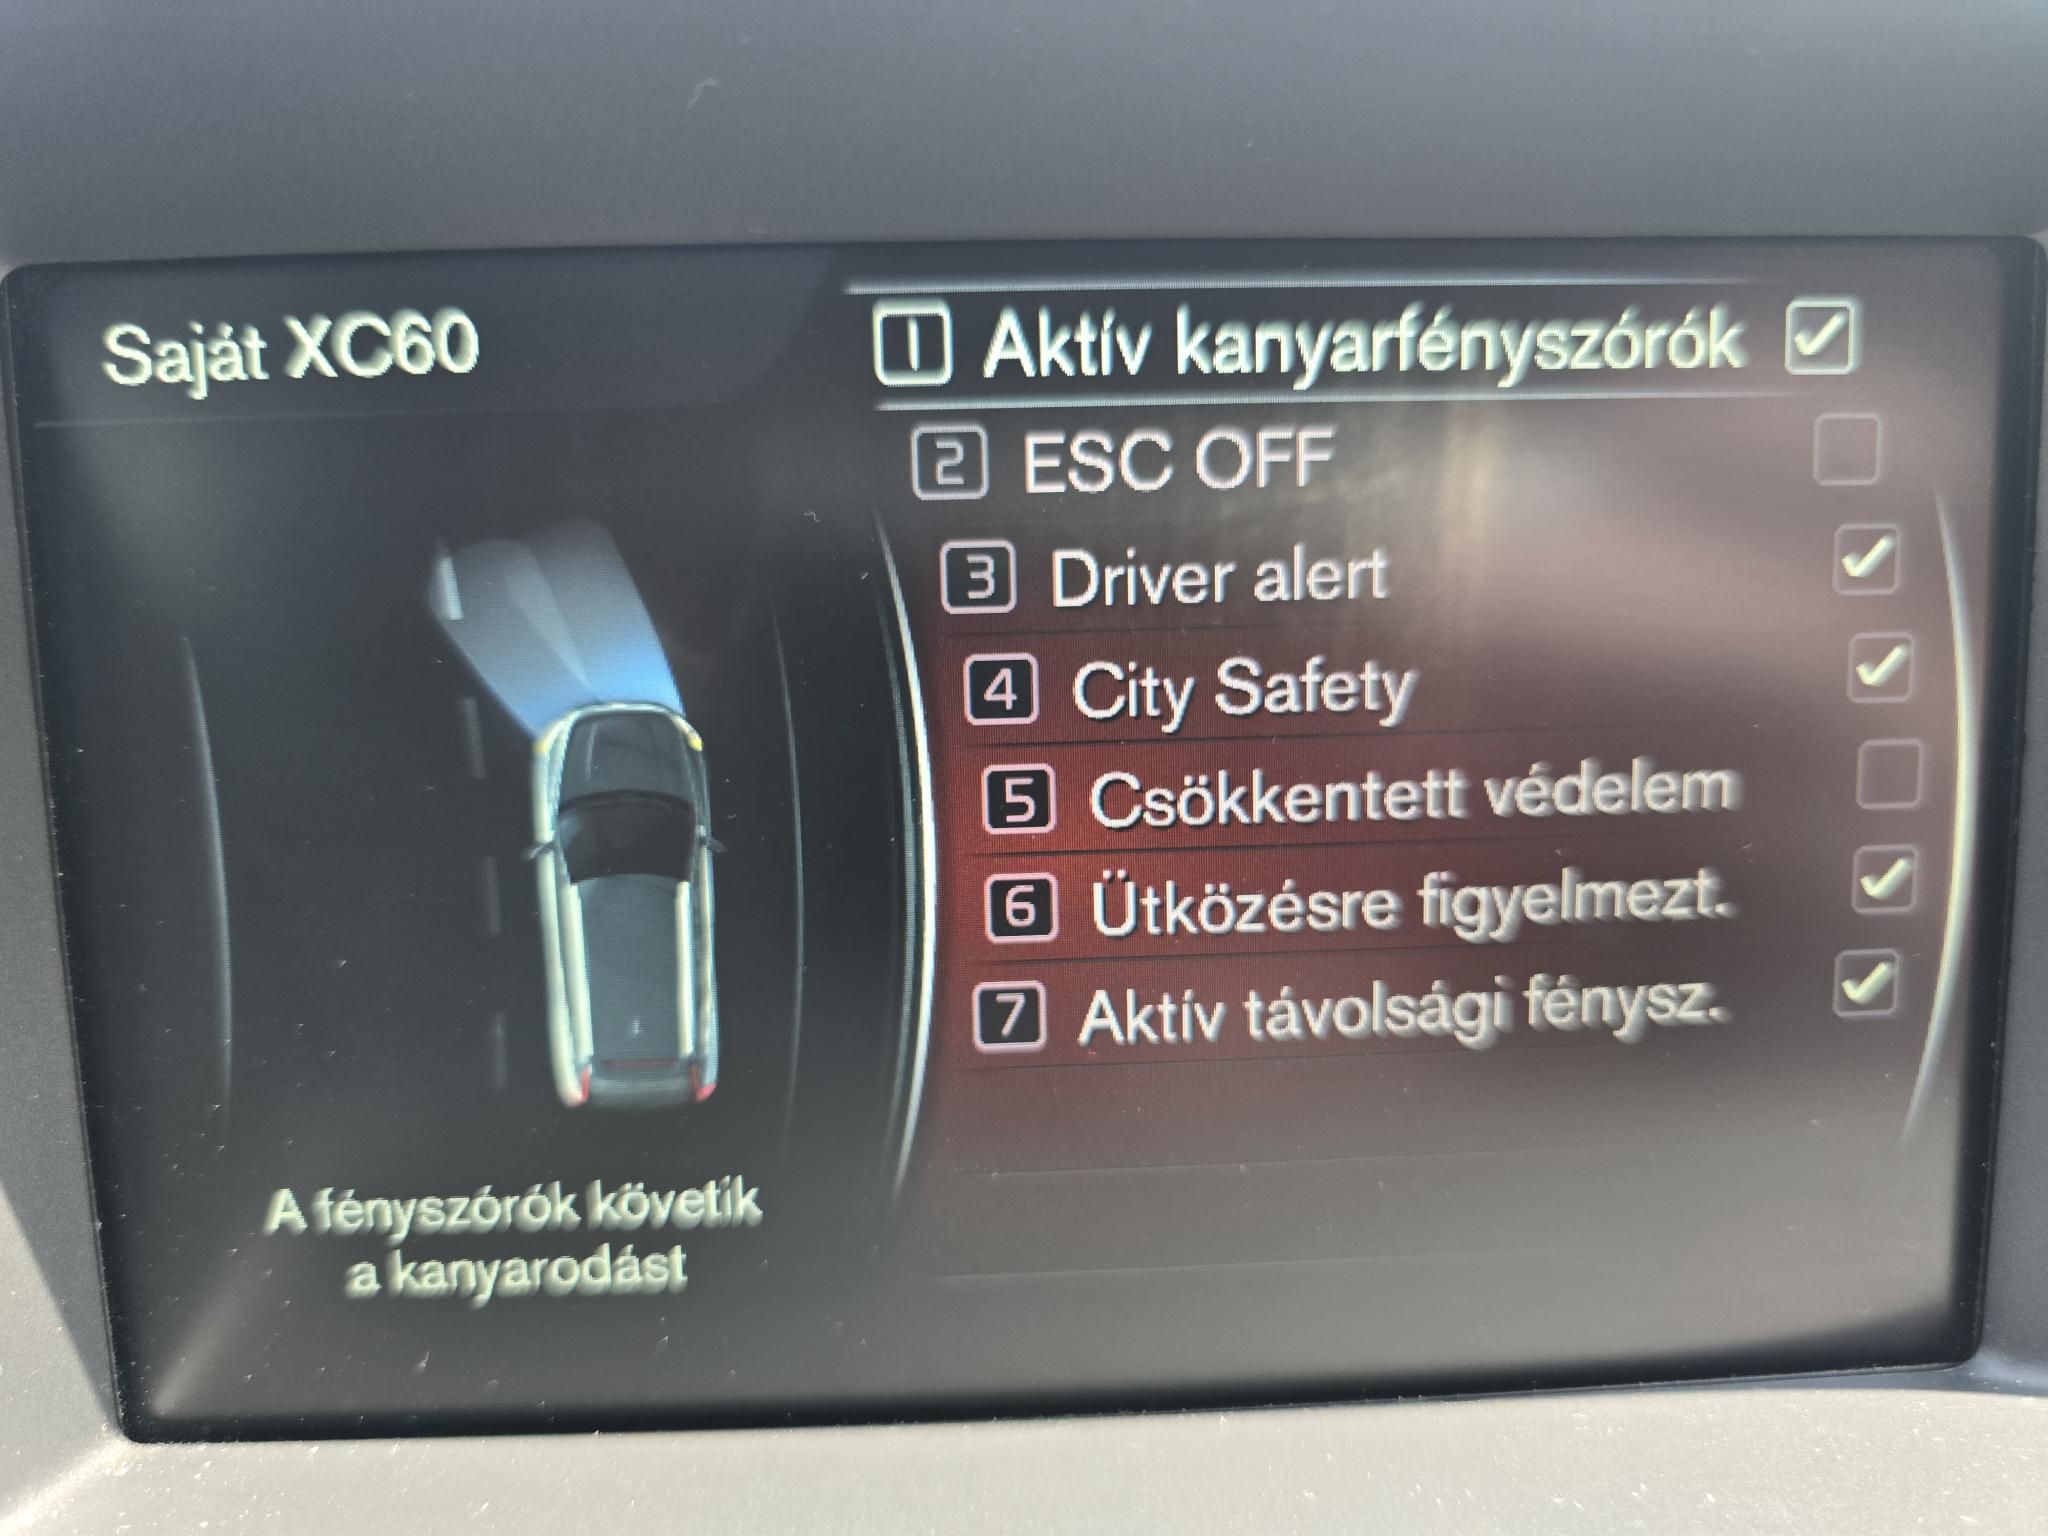 Saját XC60
1 Aktív kanyarfényszórók
2 ESC OFF
3 Driver alert
4 City Safety
5 Csökkentett védelem
6 Ütközésre figyelmezt.
7 Aktív távolsági fénysz.
A fényszórók követik
a kanyarodást